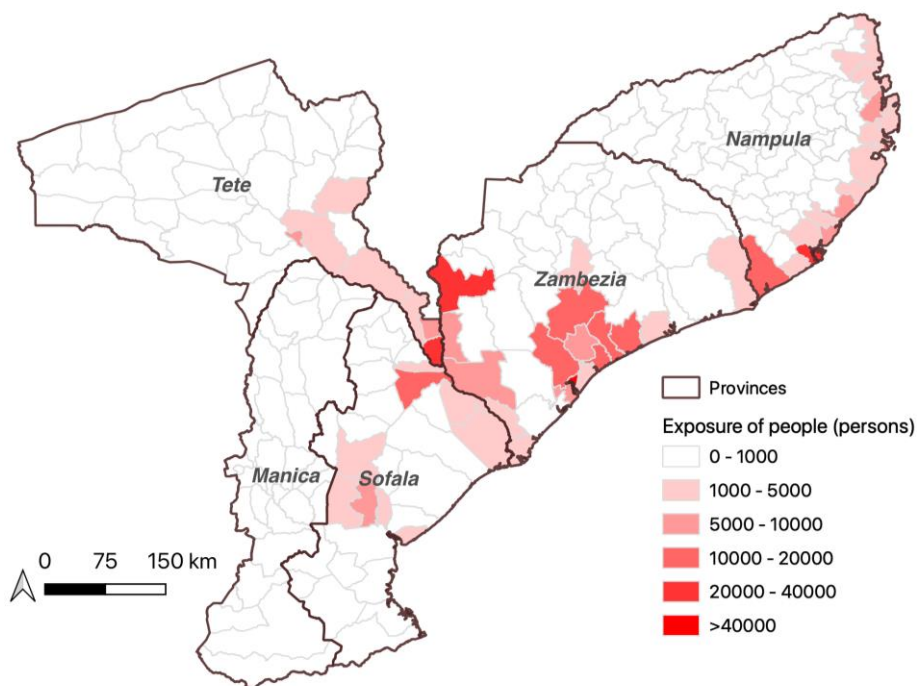 Nampula
Tete
Zambezia
Manica
Sofala
0 75 150 km
Provinces
Exposure of people (persons)
0 - 1000
1000 - 5000
5000 - 10000
10000 - 20000
20000 - 40000
>40000